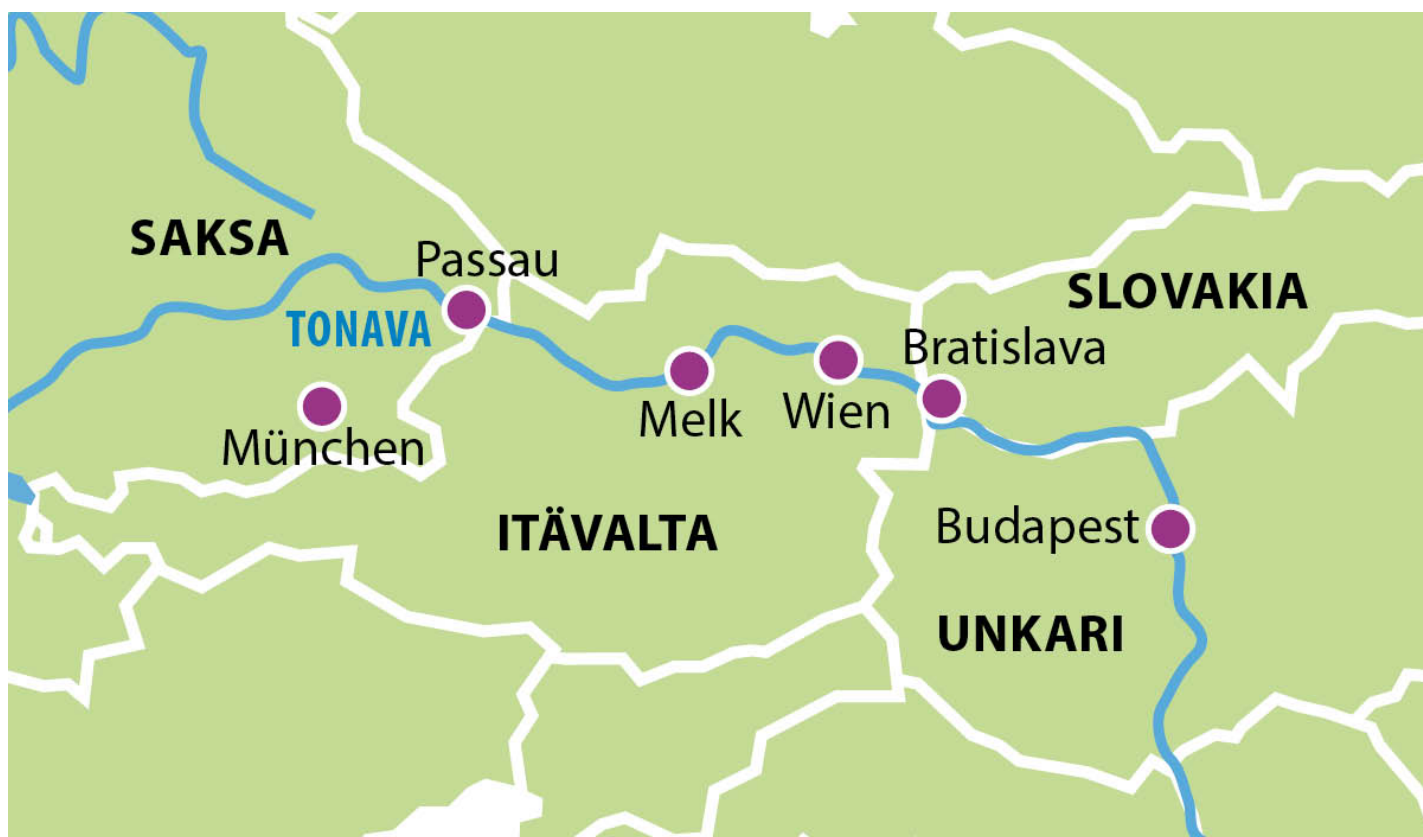 SAKSA
Passau
TONAVA
SLOVAKIA
Bratislava
München
Melk
Wien
ITÄVALTA
Budapest
UNKARI